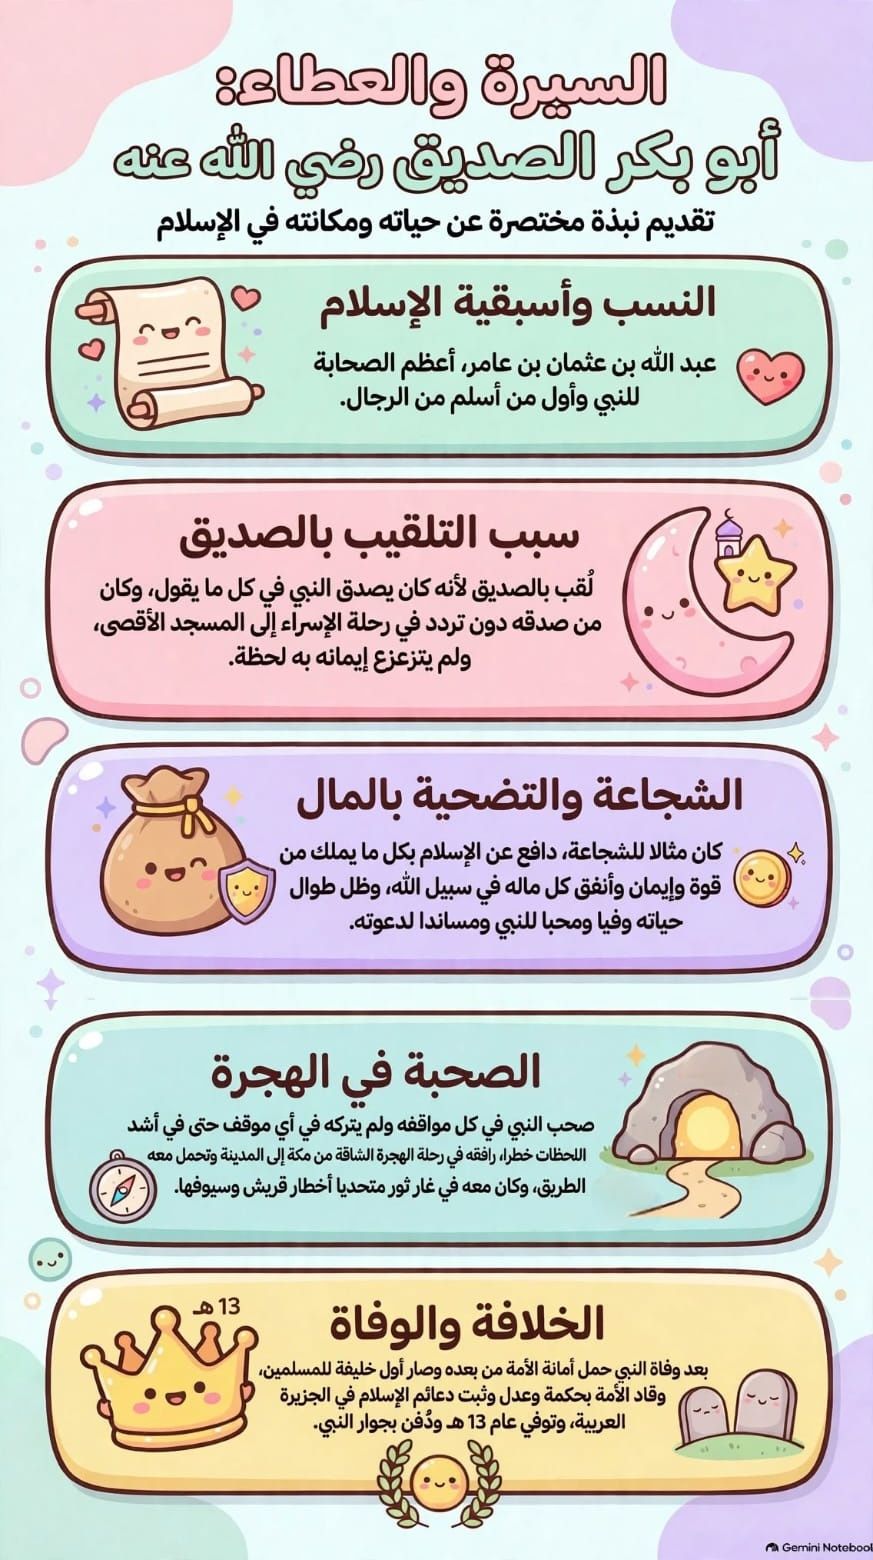 السيرة والعطاء:
أبو بكر الصديق رضي الله عنه
تقديم نبذة مختصرة عن حياته ومكانته في الإسلام
النسب وأسبقية الإسلام
عبد الله بن عثمان بن عامر، أعظم الصحابة
للنبي وأول من أسلم من الرجال.
سبب التلقيب بالصديق
لُقب بالصديق لأنه كان يصدق النبي في كل ما يقول، وكان
من صدقه دون تردد في رحلة الإسراء إلى المسجد الأقصى،
ولم يتزعزع إيمانه به لحظة.
الشجاعة والتضحية بالمال
كان مثالا للشجاعة، دافع عن الإسلام بكل ما يملك من
قوة وإيمان وأنفق كل ماله في سبيل الله، وظل طوال
حياته وفيا ومحبا للنبي ومساندا لدعوته.
الصحبة في الهجرة
صحب النبي في كل مواقفه ولم يتركه في أي موقف حتى في أشد
اللحظات خطرا، رافقه في رحلة الهجرة الشاقة من مكة إلى المدينة وتحمل معه
الطريق، وكان معه في غار ثور متحديا أخطار قريش وسيوفها.
13 هـ
الخلافة والوفاة
بعد وفاة النبي حمل أمانة الأمة من بعده وصار أول خليفة للمسلمين،
وقاد الأمة بحكمة وعدل وثبت دعائم الإسلام في الجزيرة
العربية، وتوفي عام 13 هـ ودُفن بجوار النبي.
Gemini Notebook